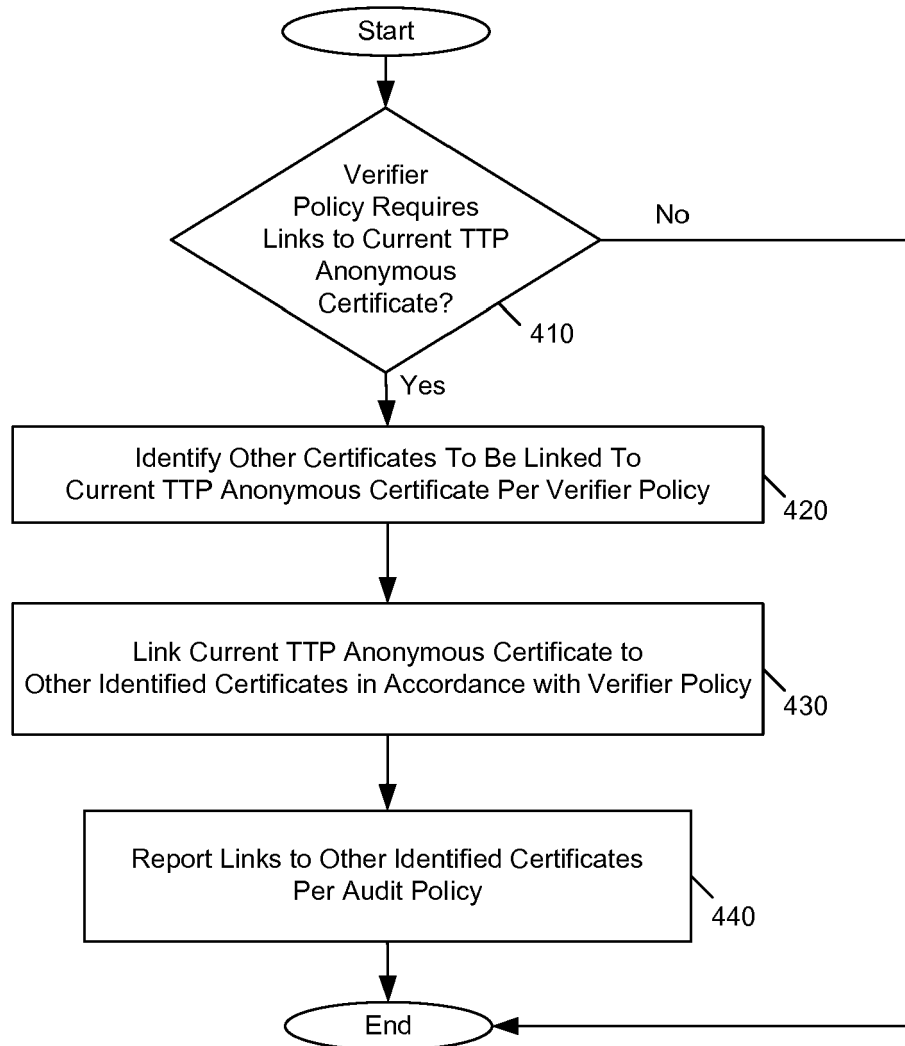 Start
Verifier
Policy Requires
Links to Current TTP
Anonymous
Certificate?
No
410
Yes
Identify Other Certificates To Be Linked To
Current TTP Anonymous Certificate Per Verifier Policy
420
Link Current TTP Anonymous Certificate to
Other Identified Certificates in Accordance with Verifier Policy
430
Report Links to Other Identified Certificates
Per Audit Policy
440
End